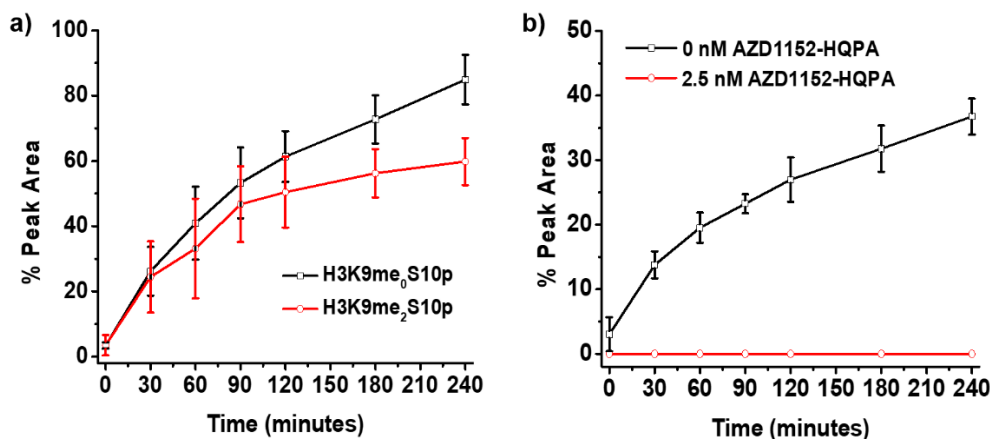 a)
% Peak Area
100
80
60
40
20
0
H3K9me₀S10p
H3K9me₂S10p
0 30 60 90 120 150 180 210 240
Time (minutes)
b)
% Peak Area
50
40
30
20
10
0
0 nM AZD1152-HQPA
2.5 nM AZD1152-HQPA
0 30 60 90 120 150 180 210 240
Time (minutes)